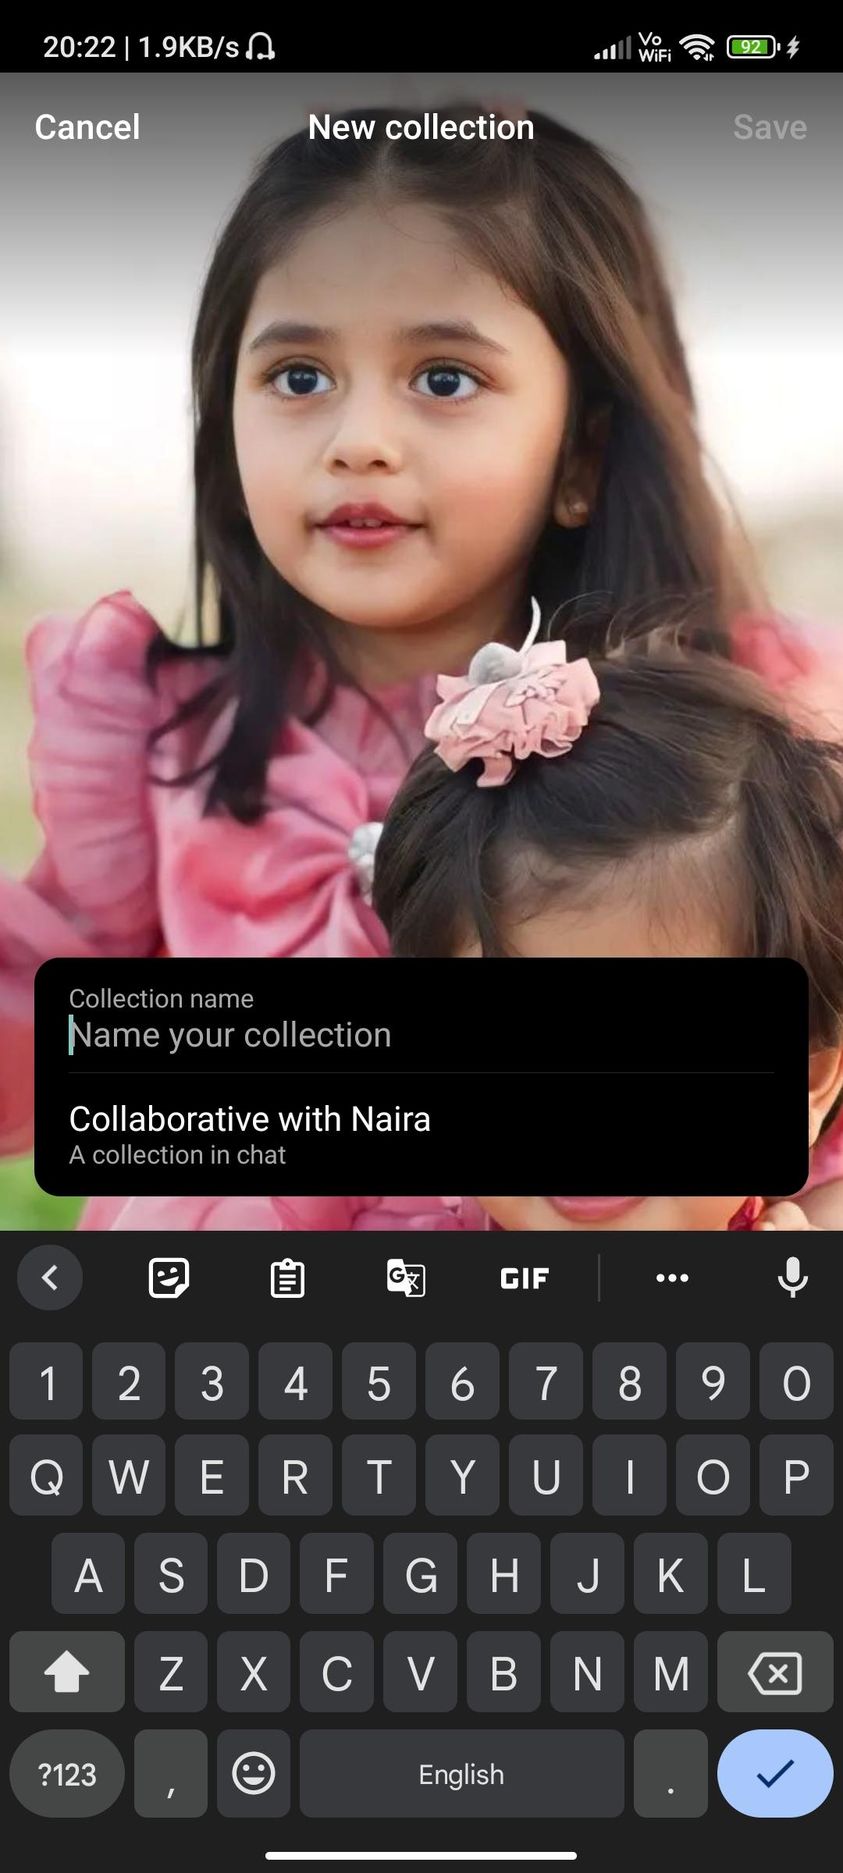 20:22 | 1.9KB/s Vo WiFi 92
Cancel New collection Save
Collection name
Name your collection
Collaborative with Naira
A collection in chat
G 文 GIF
1 2 3 4 5 6 7 8 9 0
Q W E R T Y U I O P
A S D F G H J K L
Z X C V B N M
?123 , English .